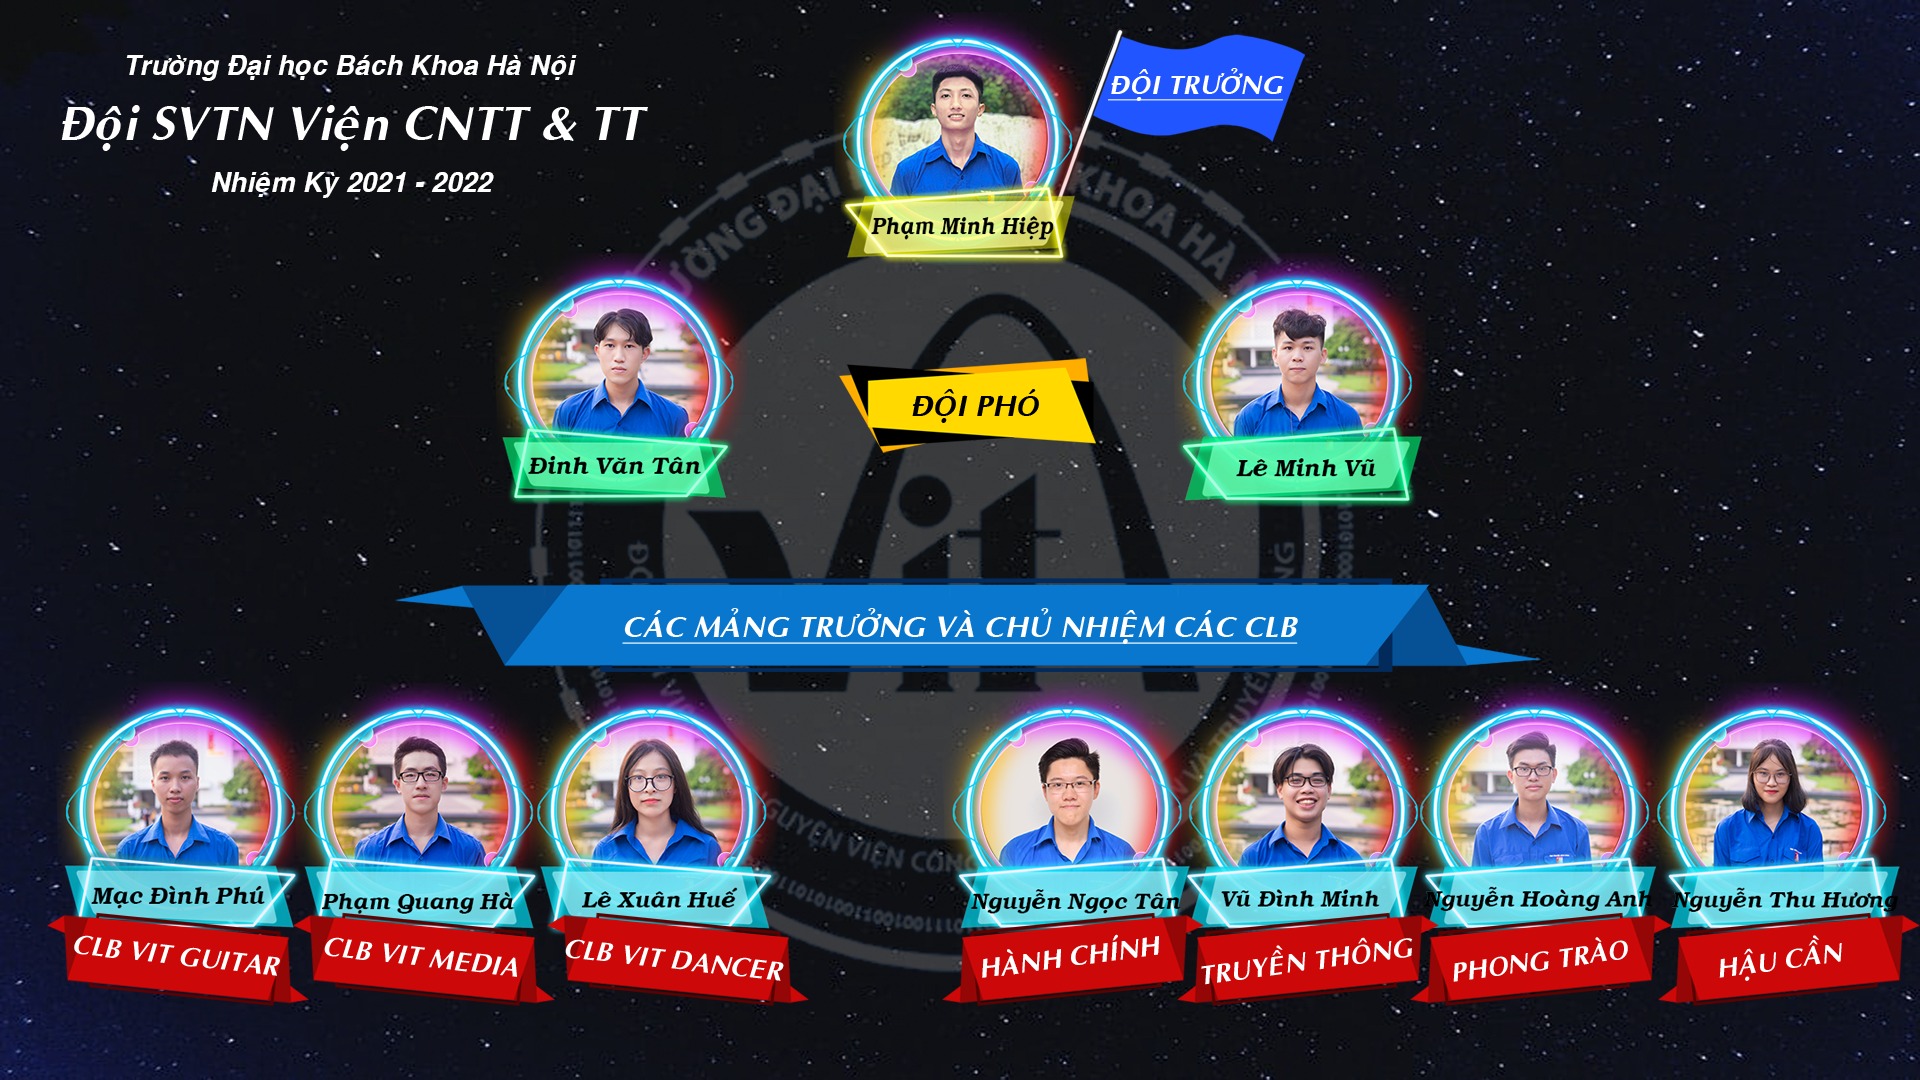 Trường Đại học Bách Khoa Hà Nội
Đội SVTN Viện CNTT & TT
Nhiệm Kỳ 2021 - 2022
ĐỘI TRƯỞNG
Phạm Minh Hiệp
ĐỘI PHÓ
Đinh Văn Tân
Lê Minh Vũ
Vit
CÁC MẢNG TRƯỞNG VÀ CHỦ NHIỆM CÁC CLB
Mạc Đình Phú
CLB VIT GUITAR
Phạm Quang Hà
CLB VIT MEDIA
Lê Xuân Huế
CLB VIT DANCER
Nguyễn Ngọc Tân
HÀNH CHÍNH
Vũ Đình Minh
TRUYỀN THÔNG
Nguyễn Hoàng Anh
PHONG TRÀO
Nguyễn Thu Hương
HẬU CẦN